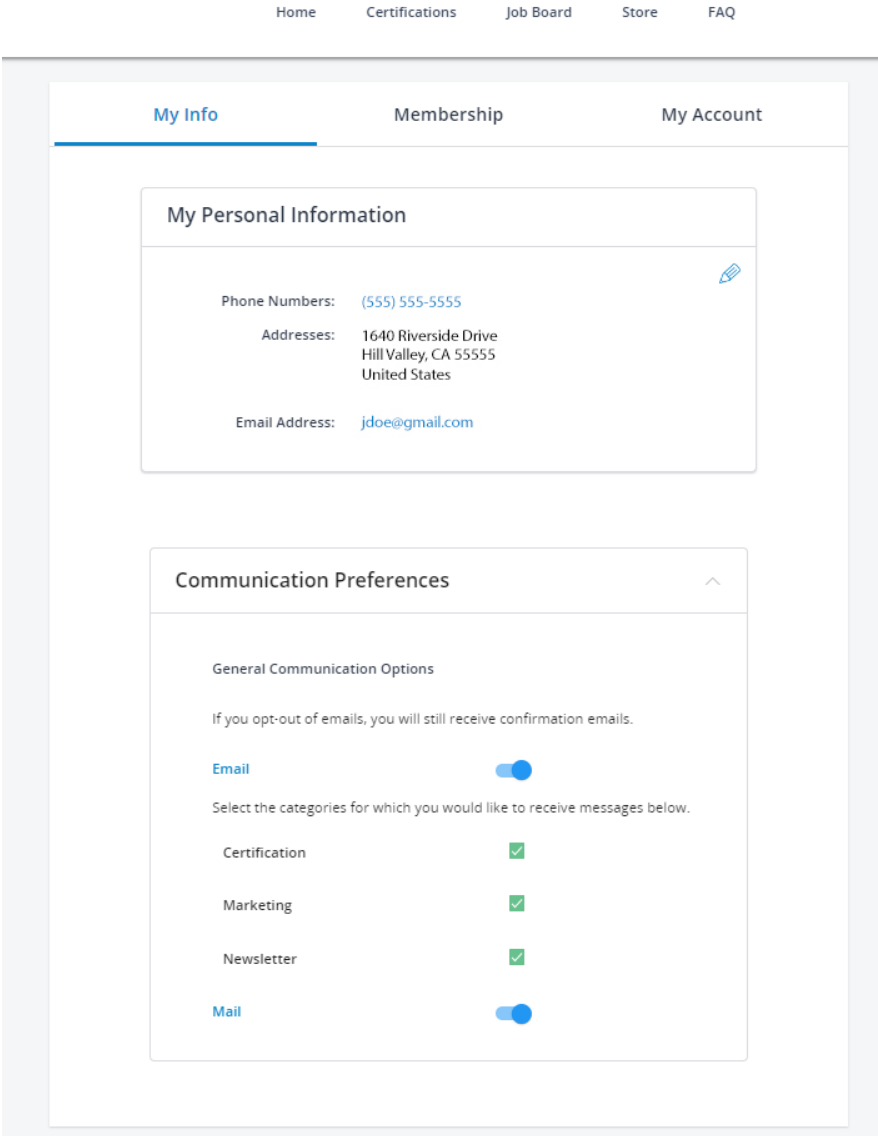 Home Certifications Job Board Store FAQ
My Info Membership My Account
My Personal Information
Phone Numbers: (555) 555-5555
Addresses: 1640 Riverside Drive
Hill Valley, CA 55555
United States
Email Address: jdoe@gmail.com
Communication Preferences
General Communication Options
If you opt-out of emails, you will still receive confirmation emails.
Email
Select the categories for which you would like to receive messages below.
Certification
Marketing
Newsletter
Mail